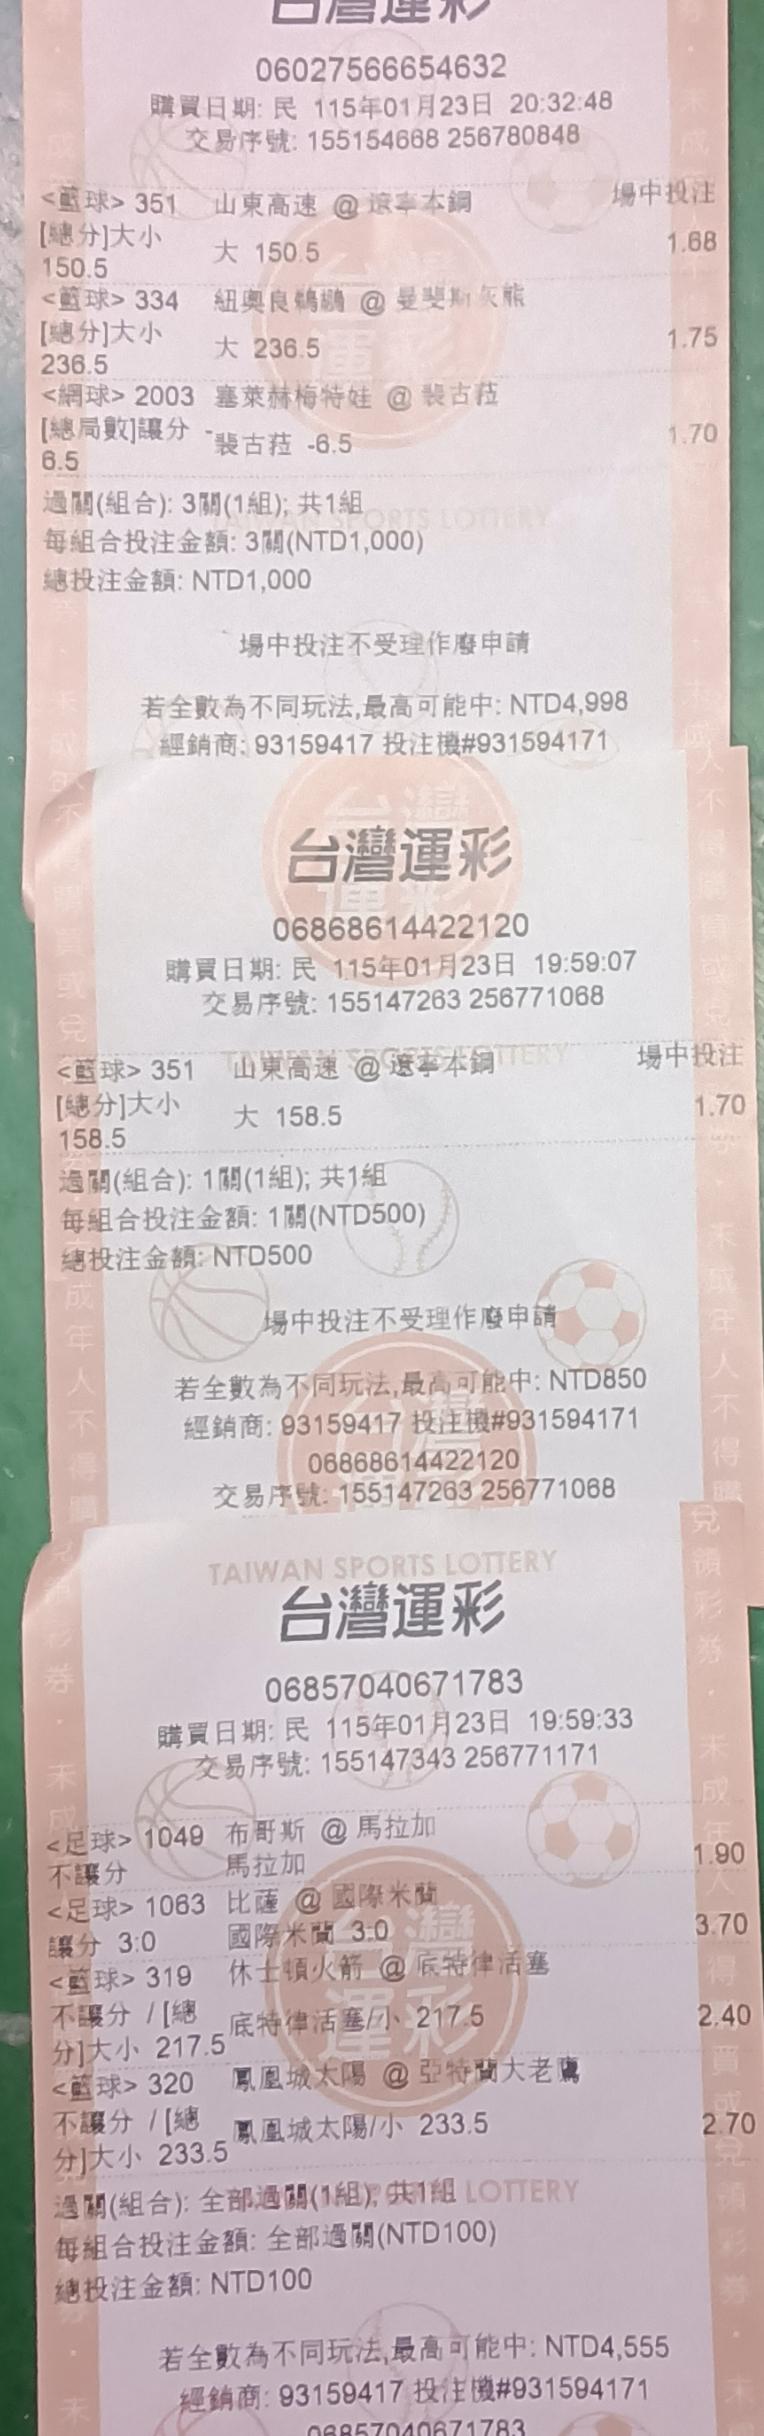 台灣運彩
06027566654632
購買日期: 民 115年01月23日 20:32:48
交易序號: 155154668 256780848
<籃球> 351 山東高速 @ 遼寧本鋼 場中投注
[總分]大小 150.5 大 150.5 1.68
<籃球> 334 紐奧良鵜鶘 @ 曼斐斯灰熊
[總分]大小 236.5 大 236.5 1.75
<網球> 2003 塞萊赫梅特娃 @ 裴古菈
[總局數]讓分 -6.5 裴古菈 -6.5 1.70
過關(組合): 3關(1組); 共1組
每組合投注金額: 3關(NTD1,000)
總投注金額: NTD1,000
場中投注不受理作廢申請
若全數為不同玩法,最高可能中: NTD4,998
經銷商: 93159417 投注機#931594171
台灣運彩
06868614422120
購買日期: 民 115年01月23日 19:59:07
交易序號: 155147263 256771068
TAIWAN SPORTS LOTTERY
<籃球> 351 山東高速 @ 遼寧本鋼 場中投注
[總分]大小 158.5 大 158.5 1.70
過關(組合): 1關(1組); 共1組
每組合投注金額: 1關(NTD500)
總投注金額: NTD500
場中投注不受理作廢申請
若全數為不同玩法,最高可能中: NTD850
經銷商: 93159417 投注機#931594171
06868614422120
交易序號: 155147263 256771068
TAIWAN SPORTS LOTTERY
台灣運彩
06857040671783
購買日期: 民 115年01月23日 19:59:33
交易序號: 155147343 256771171
<足球> 1049 布哥斯 @ 馬拉加
不讓分 馬拉加 1.90
<足球> 1063 比薩 @ 國際米蘭
讓分 3:0 國際米蘭 3:0 3.70
<籃球> 319 休士頓火箭 @ 底特律活塞
不讓分 / [總分]大小 217.5 底特律活塞/小 217.5 2.40
<籃球> 320 鳳凰城太陽 @ 亞特蘭大老鷹
不讓分 / [總分]大小 233.5 鳳凰城太陽/小 233.5 2.70
過關(組合): 全部過關(1組); 共1組
每組合投注金額: 全部過關(NTD100)
總投注金額: NTD100
若全數為不同玩法,最高可能中: NTD4,555
經銷商: 93159417 投注機#931594171
06857040671783